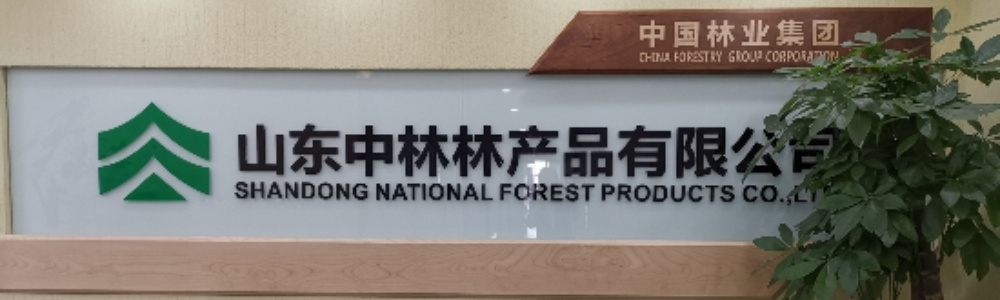 中国林业集团
CHINA FORESTRY GROUP CORPORATION
山东中林林产品有限公司
SHANDONG NATIONAL FOREST PRODUCTS CO.,LT